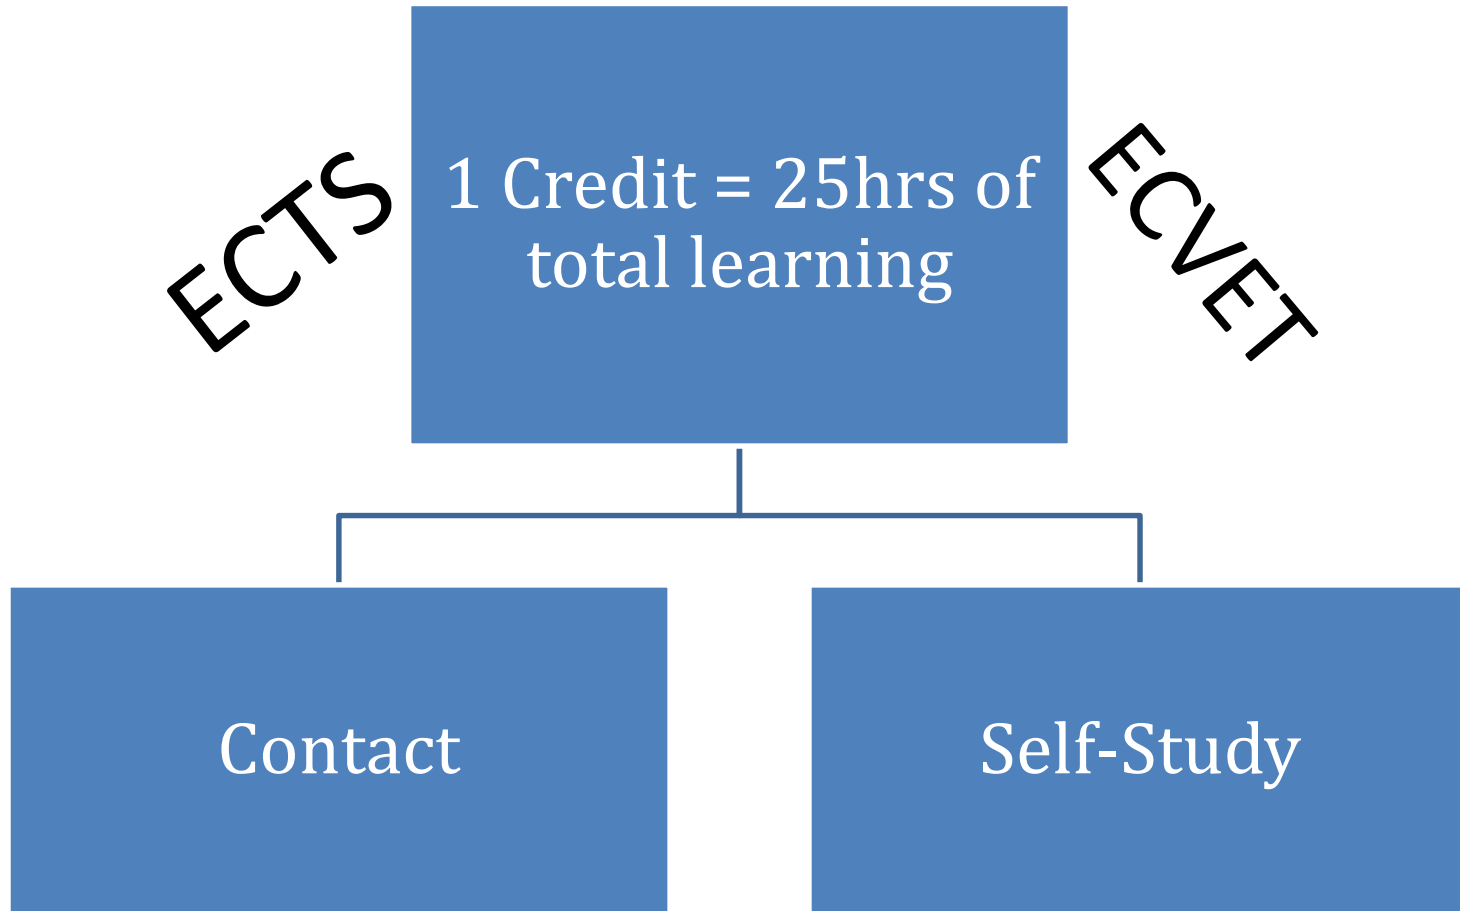 ECTS
1 Credit = 25hrs of
total learning
ECVET
Contact
Self-Study